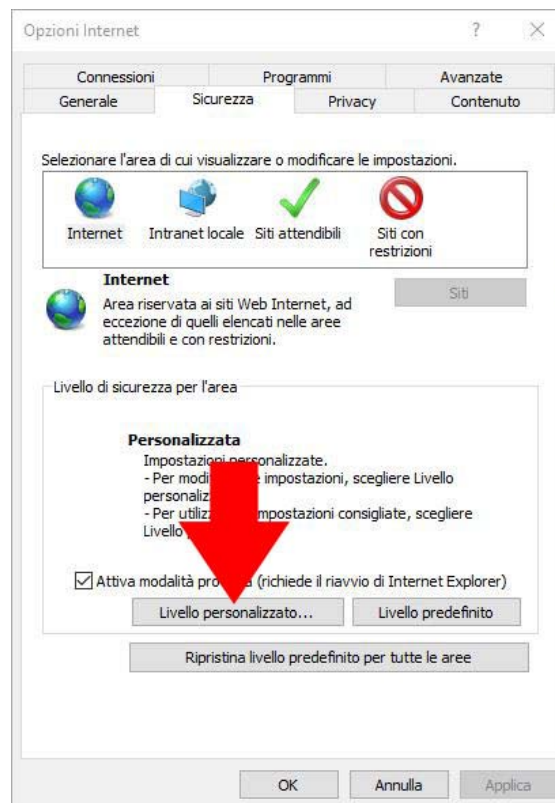 Opzioni Internet
Connessioni Programmi Avanzate
Generale Sicurezza Privacy Contenuto
Selezionare l'area di cui visualizzare o modificare le impostazioni.
Internet Intranet locale Siti attendibili Siti con
restrizioni
Internet
Siti
Area riservata ai siti Web Internet, ad
eccezione di quelli elencati nelle aree
attendibili e con restrizioni.
Livello di sicurezza per l'area
Personalizzata
Impostazioni personalizzate.
- Per impostazioni, scegliere Livello
- Per impostazioni consigliate, scegliere
Livello
Attiva modalità (richiede il riavvio di Internet Explorer)
Livello personalizzato... Livello predefinito
Ripristina livello predefinito per tutte le aree
OK Annulla Applica